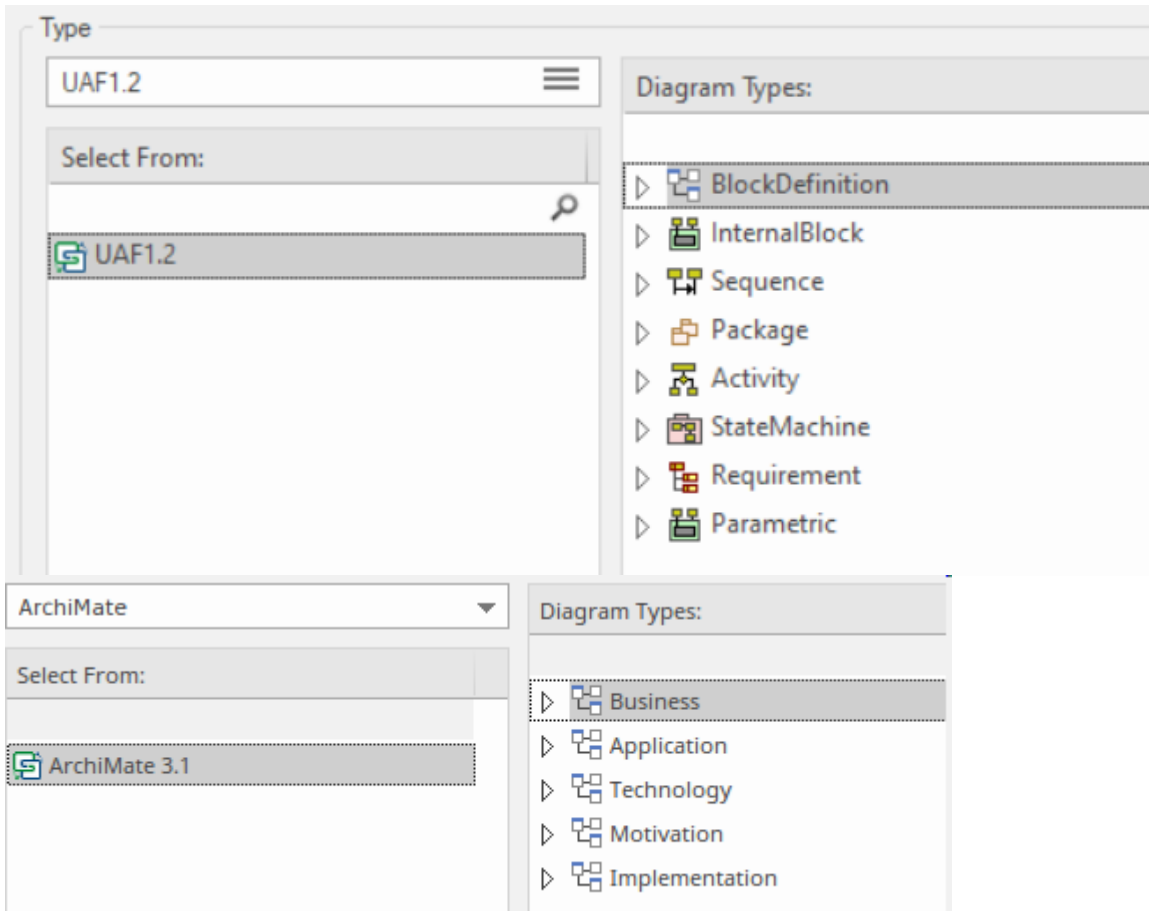 Type
UAF1.2
Select From:
UAF1.2
Diagram Types:
BlockDefinition
InternalBlock
Sequence
Package
Activity
StateMachine
Requirement
Parametric
ArchiMate
Select From:
ArchiMate 3.1
Diagram Types:
Business
Application
Technology
Motivation
Implementation